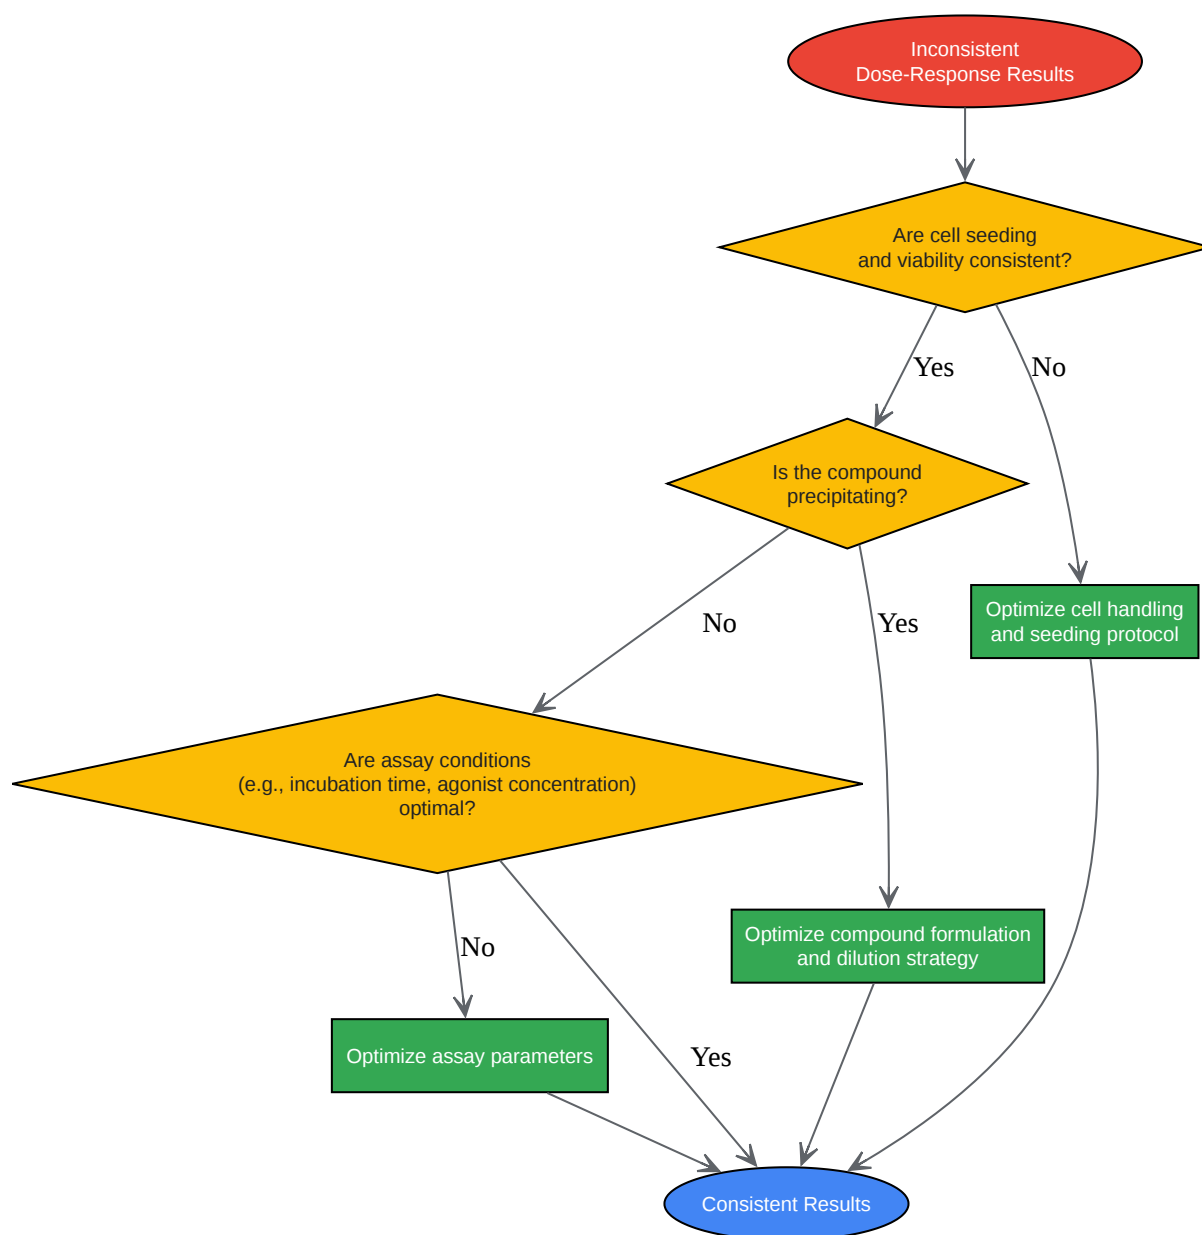 Inconsistent
Dose-Response Results
Are cell seeding
and viability consistent?
Yes
No
Is the compound
precipitating?
Optimize cell handling
and seeding protocol
No
Yes
Are assay conditions
(e.g., incubation time, agonist concentration)
optimal?
Optimize compound formulation
and dilution strategy
No
Optimize assay parameters
Yes
Consistent Results